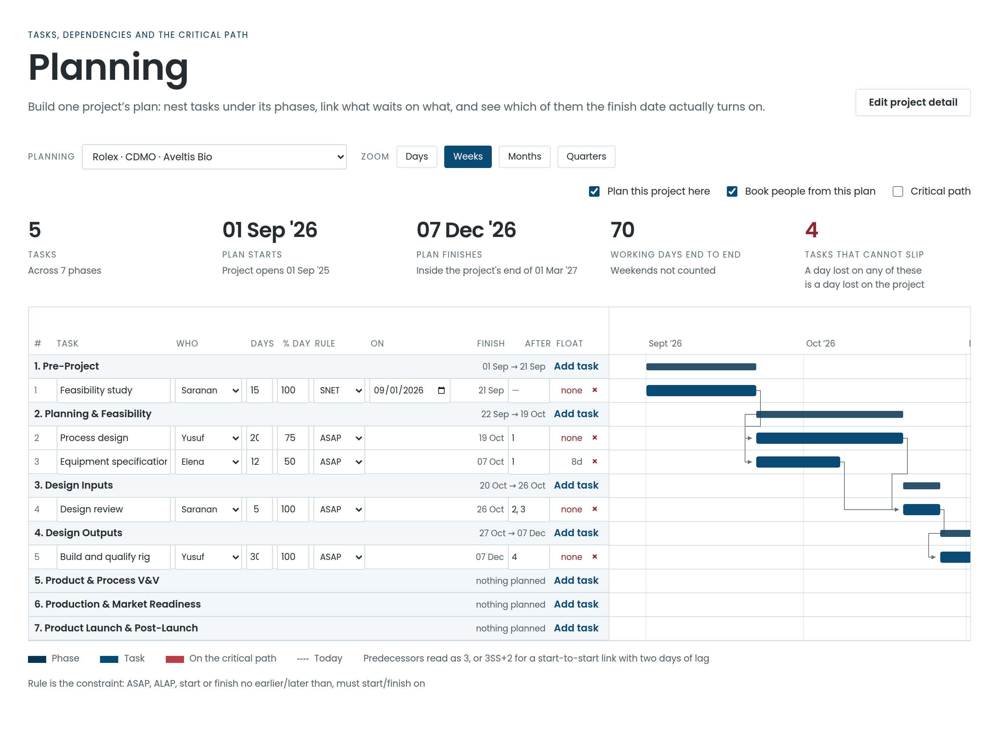 TASKS, DEPENDENCIES AND THE CRITICAL PATH
Planning
Build one project’s plan: nest tasks under its phases, link what waits on what, and see which of them the finish date actually turns on.
Edit project detail
PLANNING Rolex · CDMO · Aveltis Bio ZOOM Days Weeks Months Quarters
Plan this project here Book people from this plan Critical path
5 01 Sep '26 07 Dec '26 70 4
TASKS PLAN STARTS PLAN FINISHES WORKING DAYS END TO END TASKS THAT CANNOT SLIP
Across 7 phases Project opens 01 Sep '25 Inside the project's end of 01 Mar '27 Weekends not counted A day lost on any of these
is a day lost on the project
# TASK WHO DAYS % DAY RULE ON FINISH AFTER FLOAT Sept ’26 Oct ’26
1. Pre-Project 01 Sep → 21 Sep Add task
1 Feasibility study Saranan 15 100 SNET 09/01/2026 21 Sep — none ×
2. Planning & Feasibility 22 Sep → 19 Oct Add task
2 Process design Yusuf 20 75 ASAP 19 Oct 1 none ×
3 Equipment specification Elena 12 50 ASAP 07 Oct 1 8d ×
3. Design Inputs 20 Oct → 26 Oct Add task
4 Design review Saranan 5 100 ASAP 26 Oct 2, 3 none ×
4. Design Outputs 27 Oct → 07 Dec Add task
5 Build and qualify rig Yusuf 30 100 ASAP 07 Dec 4 none ×
5. Product & Process V&V nothing planned Add task
6. Production & Market Readiness nothing planned Add task
7. Product Launch & Post-Launch nothing planned Add task
Phase Task On the critical path Today Predecessors read as 3, or 3SS+2 for a start-to-start link with two days of lag
Rule is the constraint: ASAP, ALAP, start or finish no earlier/later than, must start/finish on